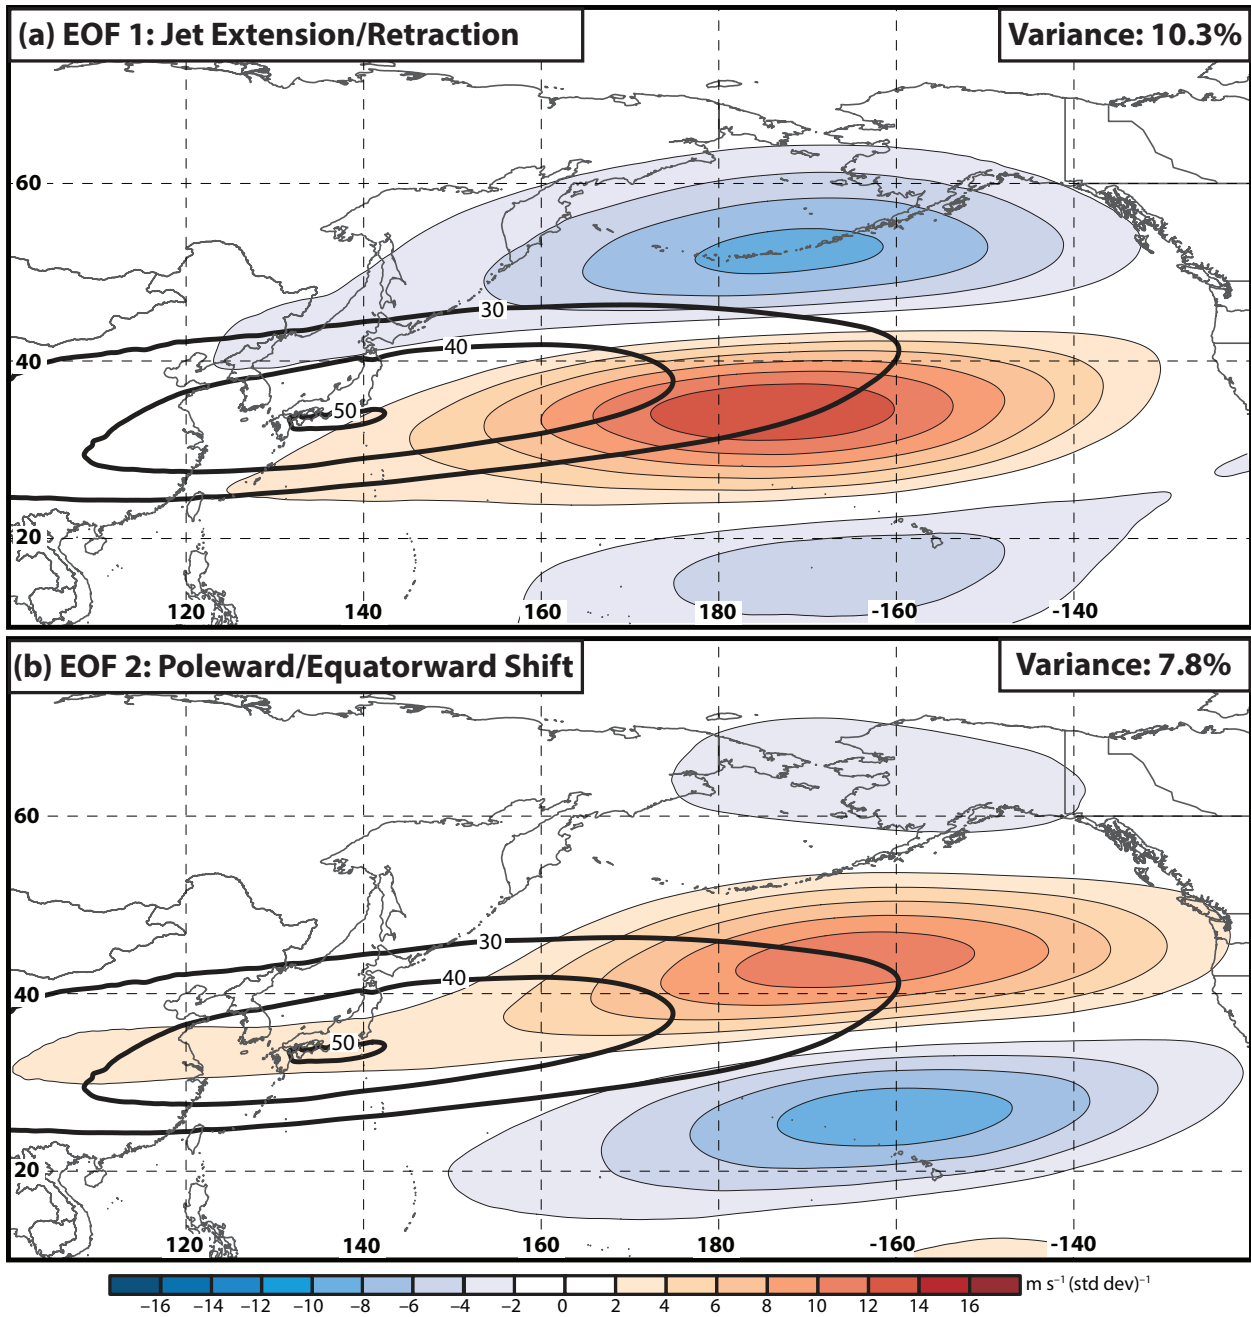 (a) EOF 1: Jet Extension/Retraction
Variance: 10.3%
60
30
40
40
50
20
120 140 160 180 -160 -140
(b) EOF 2: Poleward/Equatorward Shift
Variance: 7.8%
60
30
40
40
50
20
120 140 160 180 -160 -140
m s⁻¹ (std dev)⁻¹
−16 −14 −12 −10 −8 −6 −4 −2 0 2 4 6 8 10 12 14 16